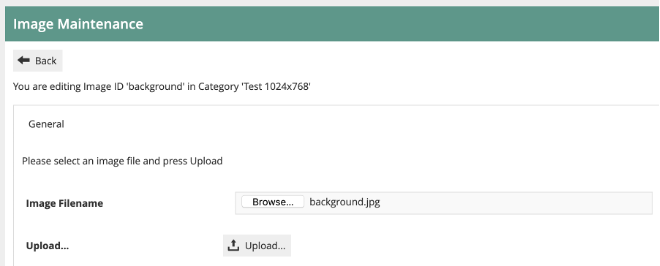 Image Maintenance
Back
You are editing Image ID 'background' in Category 'Test 1024x768'
General
Please select an image file and press Upload
Image Filename Browse... background.jpg
Upload... Upload...